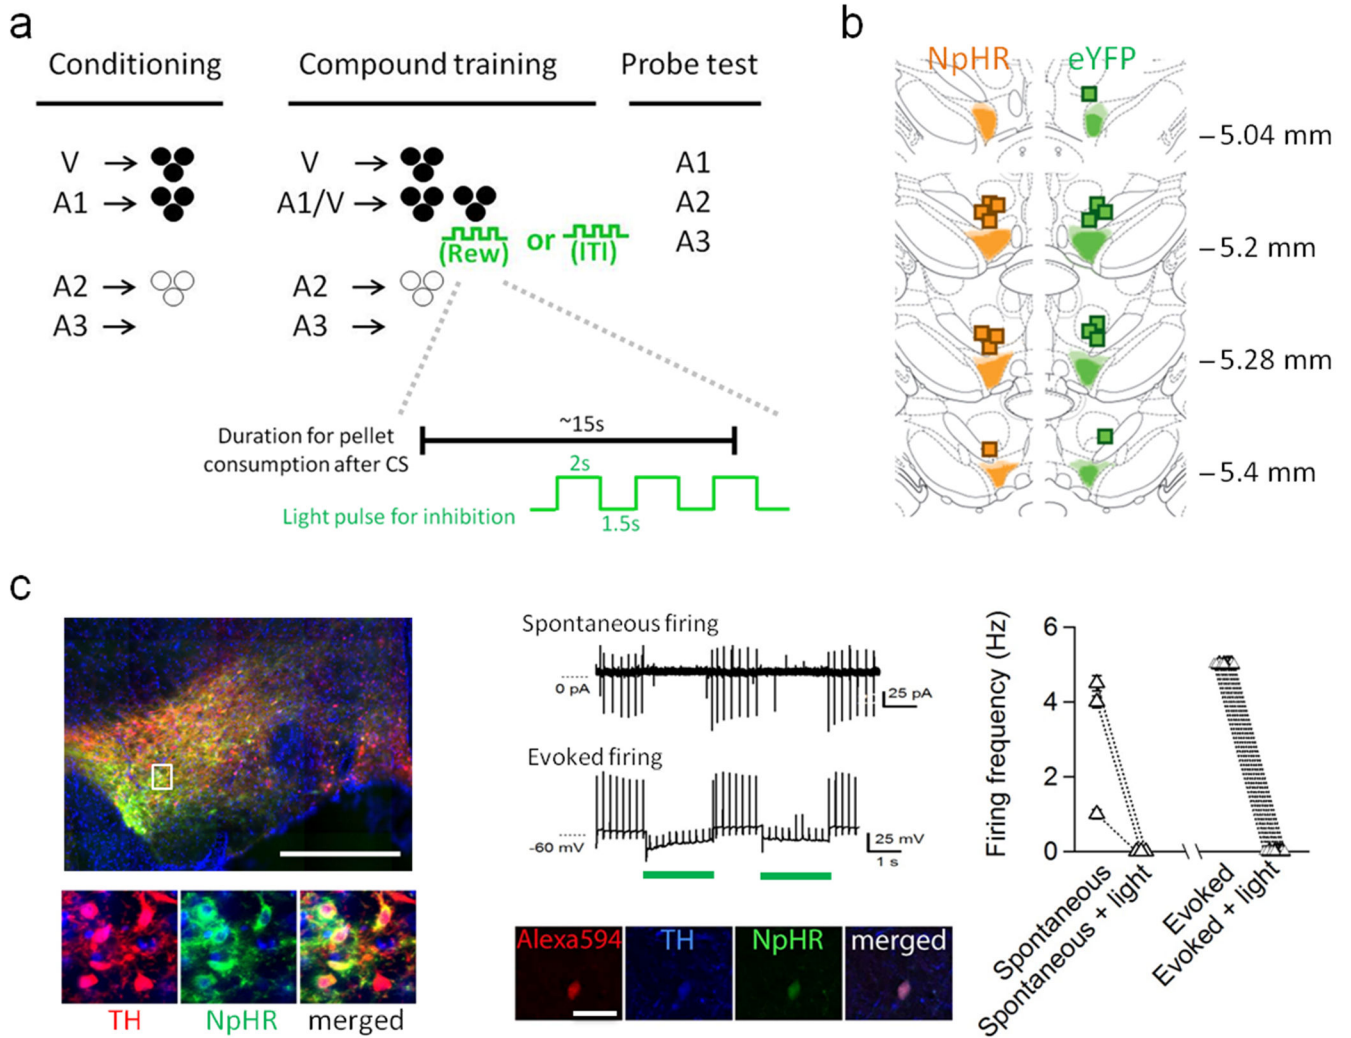 a
Conditioning
Compound training
Probe test
V
A1
A2
A3
V
A1/V
(Rew)
or
(ITI)
A2
A3
A1
A2
A3
~15s
Duration for pellet
consumption after CS
2s
Light pulse for inhibition
1.5s
b
NpHR
eYFP
–5.04 mm
–5.2 mm
–5.28 mm
–5.4 mm
c
TH
NpHR
merged
Spontaneous firing
0 pA
25 pA
Evoked firing
-60 mV
25 mV
1 s
Alexa594
TH
NpHR
merged
Firing frequency (Hz)
6
4
2
0
Spontaneous
Spontaneous + light
Evoked
Evoked + light